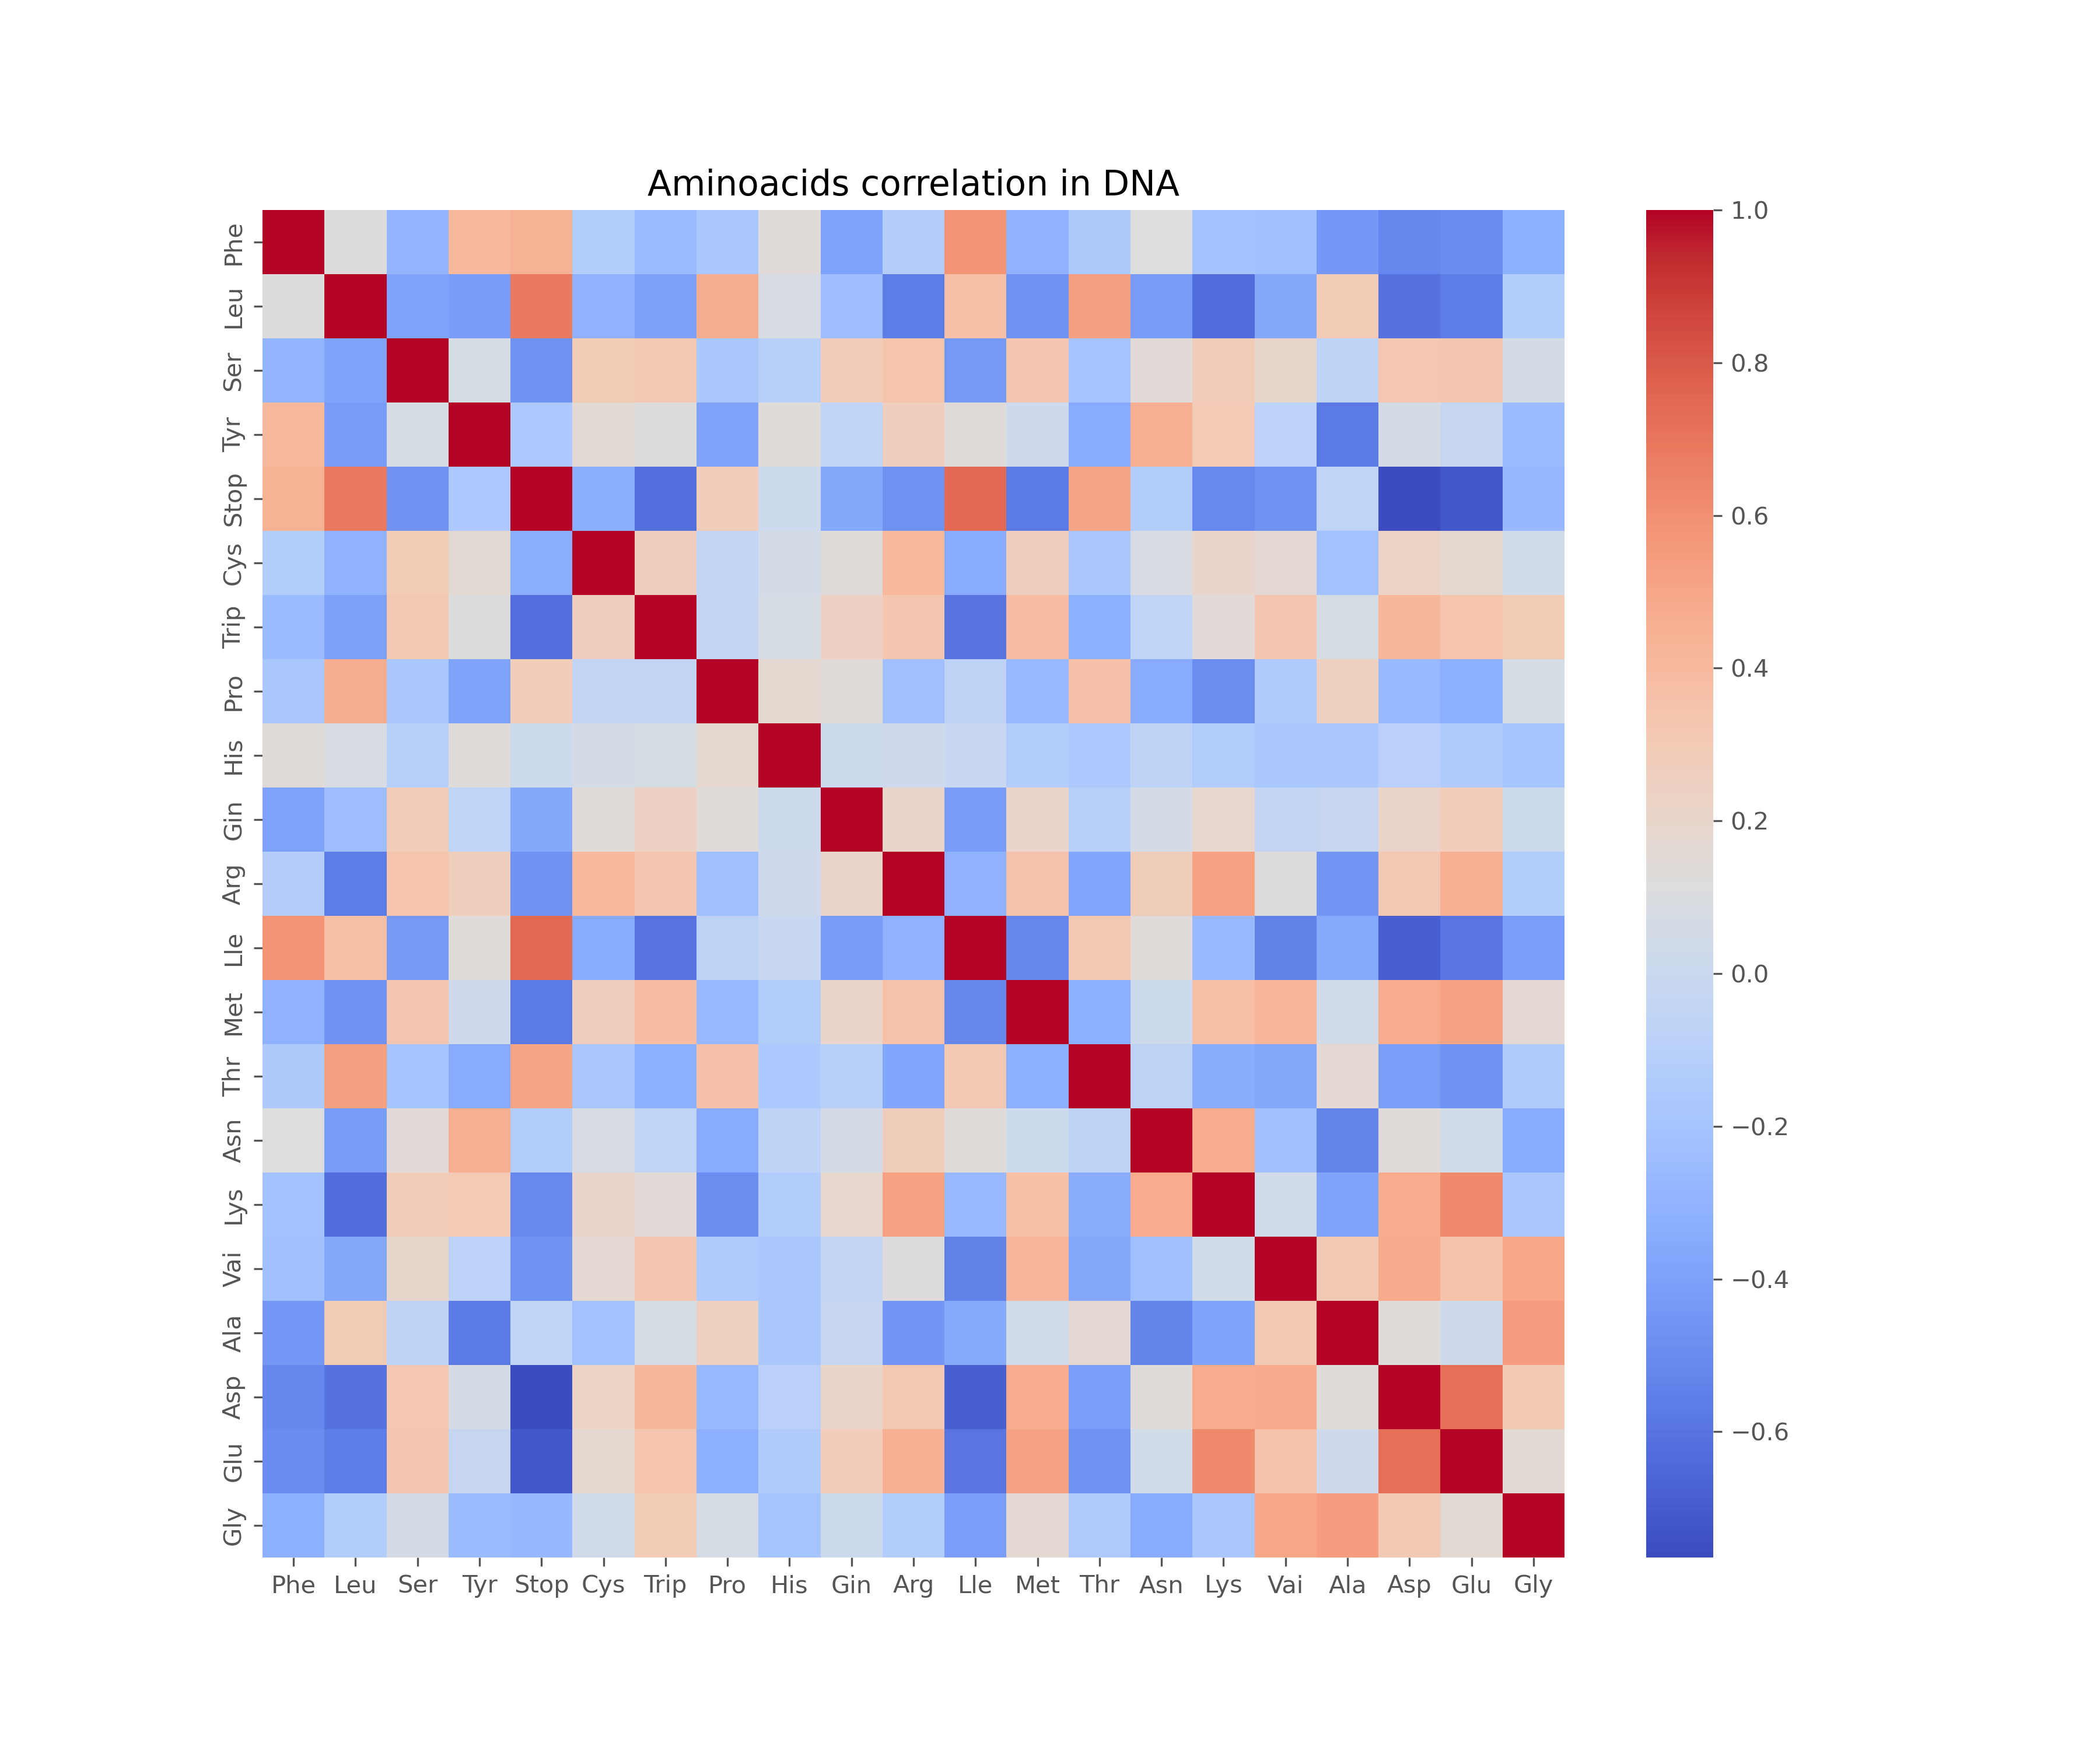 Aminoacids correlation in DNA
Phe
Leu
Ser
Tyr
Stop
Cys
Trip
Pro
His
Gin
Arg
Lle
Met
Thr
Asn
Lys
Vai
Ala
Asp
Glu
Gly
Phe Leu Ser Tyr Stop Cys Trip Pro His Gin Arg Lle Met Thr Asn Lys Vai Ala Asp Glu Gly
1.0
0.8
0.6
0.4
0.2
0.0
−0.2
−0.4
−0.6